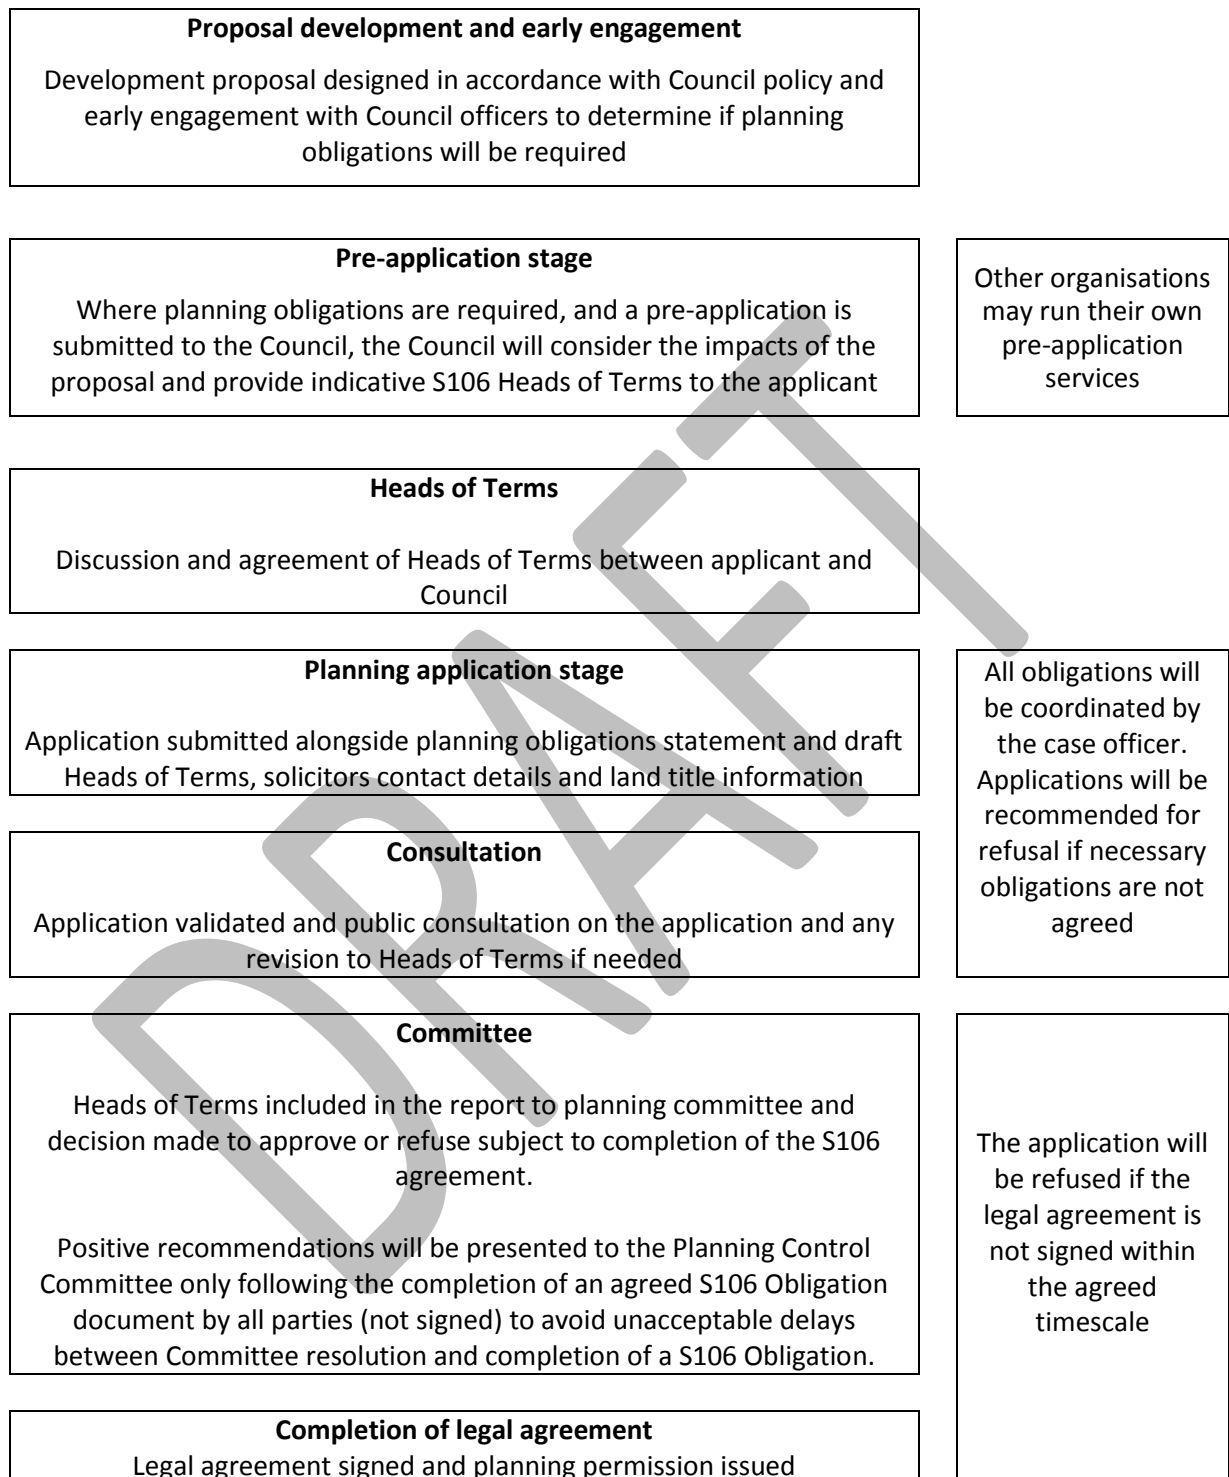 Proposal development and early engagement
Development proposal designed in accordance with Council policy and
early engagement with Council officers to determine if planning
obligations will be required
Pre-application stage
Where planning obligations are required, and a pre-application is
submitted to the Council, the Council will consider the impacts of the
proposal and provide indicative S106 Heads of Terms to the applicant
Other organisations
may run their own
pre-application
services
Heads of Terms
Discussion and agreement of Heads of Terms between applicant and
Council
Planning application stage
Application submitted alongside planning obligations statement and draft
Heads of Terms, solicitors contact details and land title information
Consultation
Application validated and public consultation on the application and any
revision to Heads of Terms if needed
All obligations will
be coordinated by
the case officer.
Applications will be
recommended for
refusal if necessary
obligations are not
agreed
Committee
Heads of Terms included in the report to planning committee and
decision made to approve or refuse subject to completion of the S106
agreement.
Positive recommendations will be presented to the Planning Control
Committee only following the completion of an agreed S106 Obligation
document by all parties (not signed) to avoid unacceptable delays
between Committee resolution and completion of a S106 Obligation.
The application will
be refused if the
legal agreement is
not signed within
the agreed
timescale
Completion of legal agreement
Legal agreement signed and planning permission issued
DRAFT